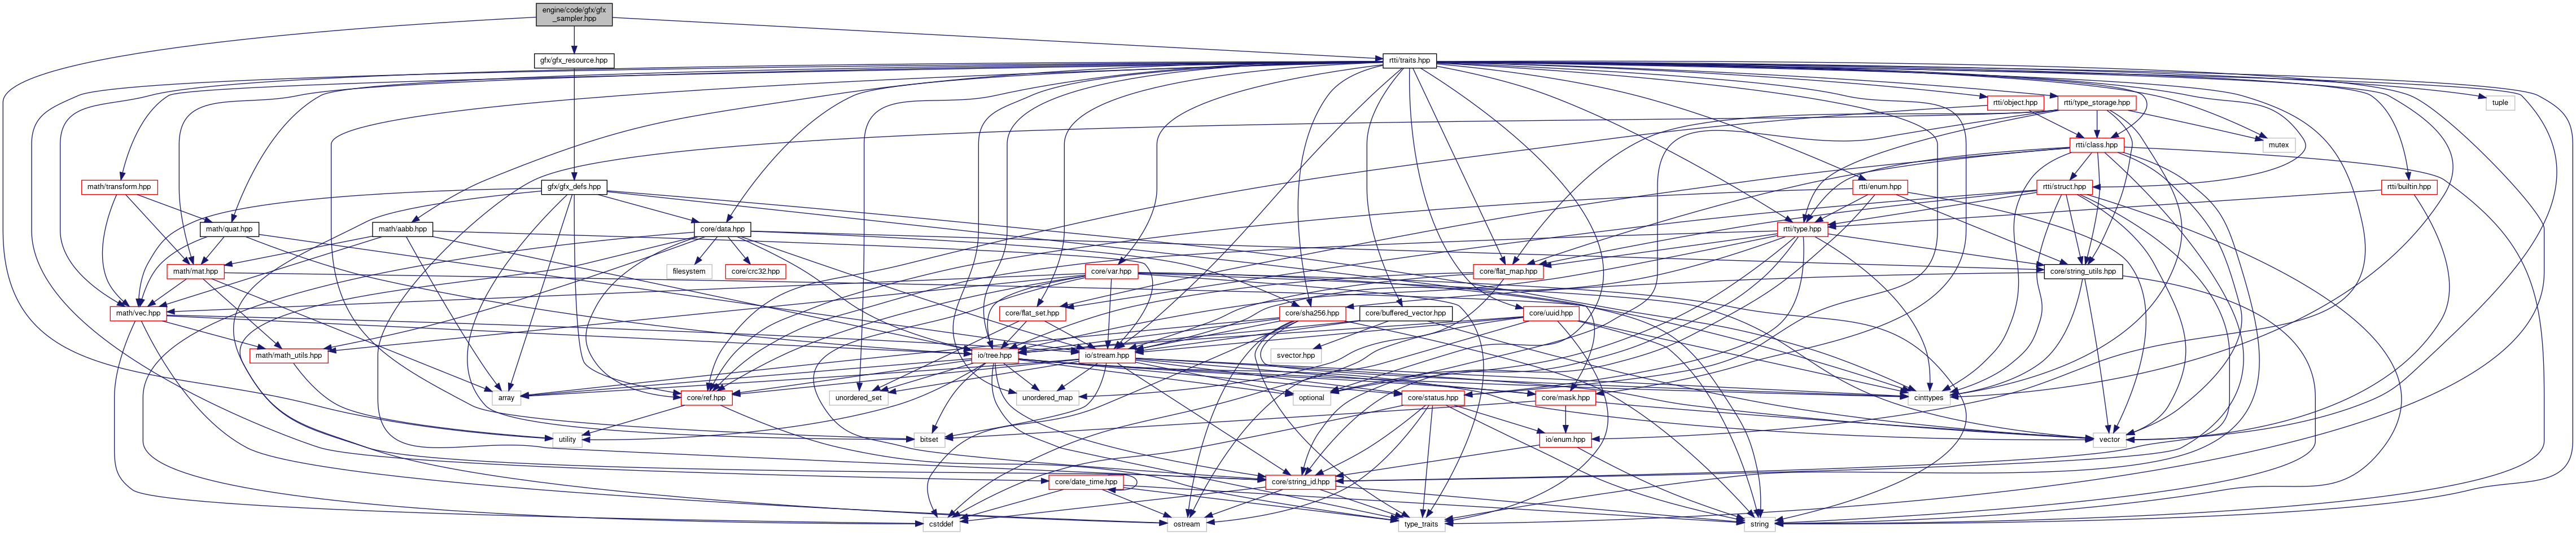 engine/code/gfx/gfx
_sampler.hpp
gfx/gfx_resource.hpp
rtti/traits.hpp
rtti/object.hpp
rtti/type_storage.hpp
tuple
rtti/class.hpp
mutex
math/transform.hpp
gfx/gfx_defs.hpp
rtti/enum.hpp
rtti/struct.hpp
rtti/builtin.hpp
math/quat.hpp
math/aabb.hpp
core/data.hpp
rtti/type.hpp
math/mat.hpp
filesystem
core/crc32.hpp
core/var.hpp
core/flat_map.hpp
core/string_utils.hpp
math/vec.hpp
core/flat_set.hpp
core/sha256.hpp
core/buffered_vector.hpp
core/uuid.hpp
math/math_utils.hpp
io/tree.hpp
io/stream.hpp
svector.hpp
array
core/ref.hpp
unordered_set
unordered_map
optional
core/status.hpp
core/mask.hpp
cinttypes
utility
bitset
io/enum.hpp
vector
core/date_time.hpp
core/string_id.hpp
cstddef
ostream
type_traits
string